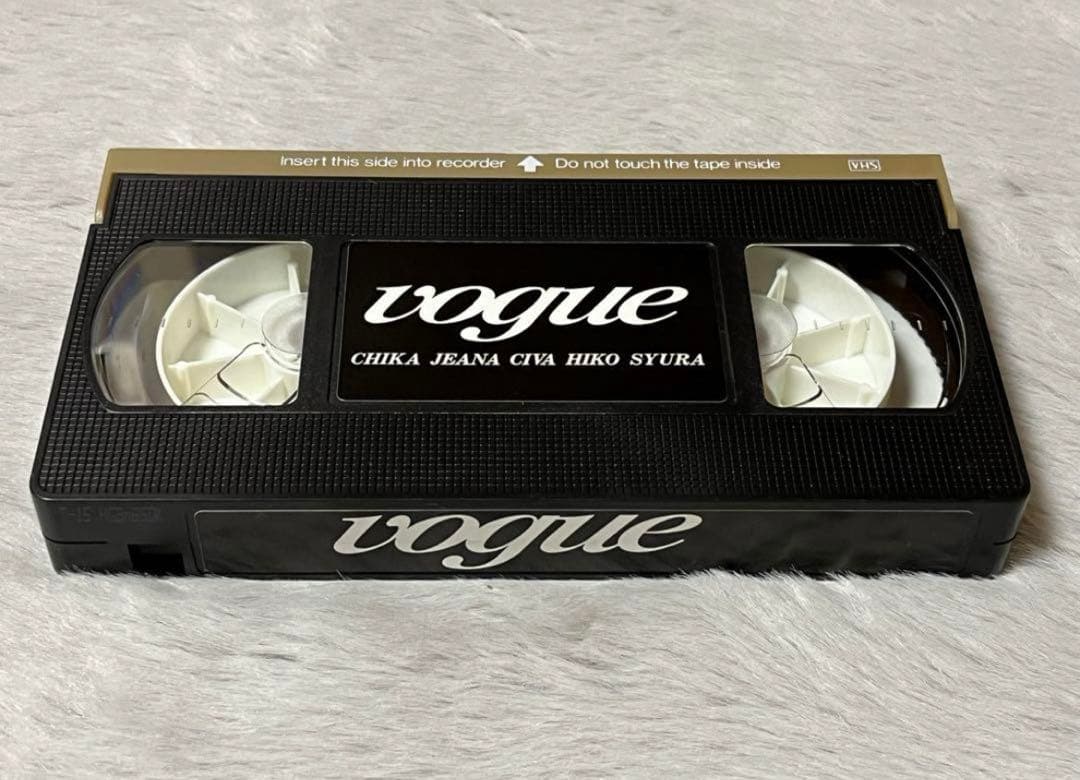 Insert this side into recorder Do not touch the tape inside VHS
vogue
CHIKA JEANA CIVA HIKO SYURA
vogue